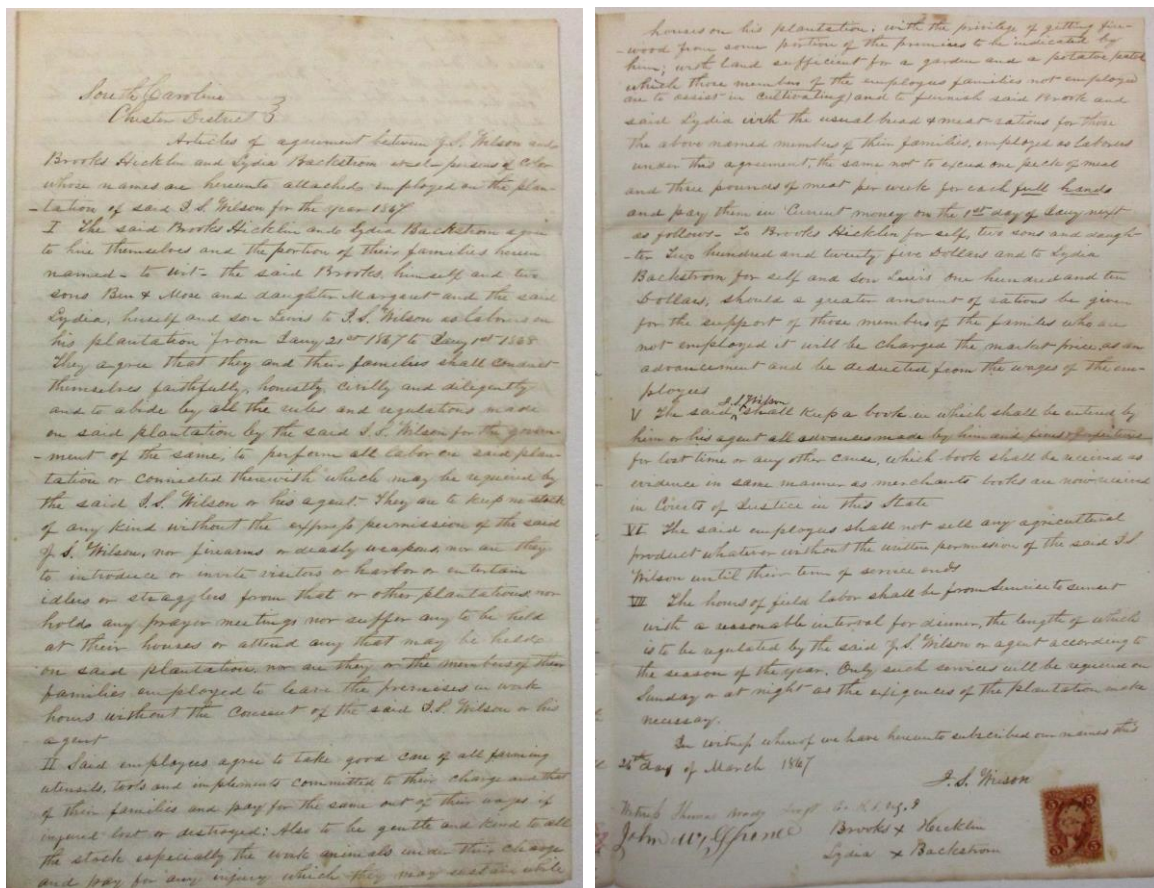 South Carolina
Chester District }
Articles of agreement between J. S. Wilson and
Brooks Hicklin and Lydia Backstrom et al - persons of Color
whose names are hereunto attached, employed on the plan-
-tation of said J. S. Wilson for the year 1867
I The said Brooks Hicklin and Lydia Backstrom agree
to hire themselves and the portion of their families herein
named - to wit - the said Brooks, himself and two
sons Ben & Mose and daughter Margaret and the said
Lydia, herself and son Lewis to J. S. Wilson as laborers on
his plantation from Jany 21st 1867 to Jany 1st 1868
They agree that they and their families shall conduct
themselves faithfully, honestly, civilly and diligently
and to abide by all the rules and regulations made
on said plantation by the said J. S. Wilson for the govern-
-ment of the same, to perform all labor on said plan-
tation or connected therewith which may be required by
the said J. S. Wilson or his agent. They are to keep no stock
of any kind without the express permission of the said
J. S. Wilson, nor firearms or deadly weapons, nor are they
to introduce or invite visitors or harbor or entertain
idlers or stragglers from that or other plantations, nor
holds any prayer meetings nor suffer any to be held
at their houses or attend any that may be held
on said plantation, nor are they or the members of their
families employed to leave the premises in work
hours without the consent of the said J. S. Wilson or his
agent
II Said employees agree to take good care of all farming
utensils, tools and implements committed to their charge and that
of their families and pay for the same out of their wages if
injured lost or destroyed: Also to be gentle and kind to all
the stock especially the work animals under their charge
and pay for any injury which they may sustain while
houses on his plantation; with the privilege of getting fire-
-wood from some portion of the premises to be indicated by
him; with land sufficient for a garden and a potatoe patch
which those members of the employees families not employed
are to assist in cultivating) and to furnish said Brook and
said Lydia with the usual bread & meat rations for those
the above named members of their families, employed as laborers
under this agreement, the same not to exceed one peck of meal
and three pounds of meat per week for each full hands
and pay them in Current money on the 1st day of Jany next
as follows - To Brooks Hicklin for self, two sons and daugh-
-ter Two hundred and twenty five Dollars and to Lydia
Backstrom for self and son Lewis One hundred and ten
Dollars, should a greater amount of rations be given
for the support of those members of the families who are
not employed it will be charged the market price as an
advancement and be deducted from the wages of the em-
ployees
V The said J. S. Wilson shall keep a book in which shall be entered by
him or his agent all advances made by him and fines & forfeitures
for lost time or any other cause, which book shall be received as
evidence in same manner as merchants books are now received
in Courts of Justice in this State
VI The said employees shall not sell any agricultural
product whatever without the written permission of the said J. S.
Wilson until their term of service ends
VII The hours of field labor shall be from Sunrise to sunset
with a reasonable interval for dinner, the length of which
is to be regulated by the said J. S. Wilson or agent according to
the season of the year. Only such services will be required on
Sunday or at night as the exigences of the plantation make
necessary.
In witness whereof we have hereunto subscribed our names this
26th day of March 1867
J. S. Wilson
Witness Thomas
John
Brooks x Hicklin
Lydia x Backstrom
5 5